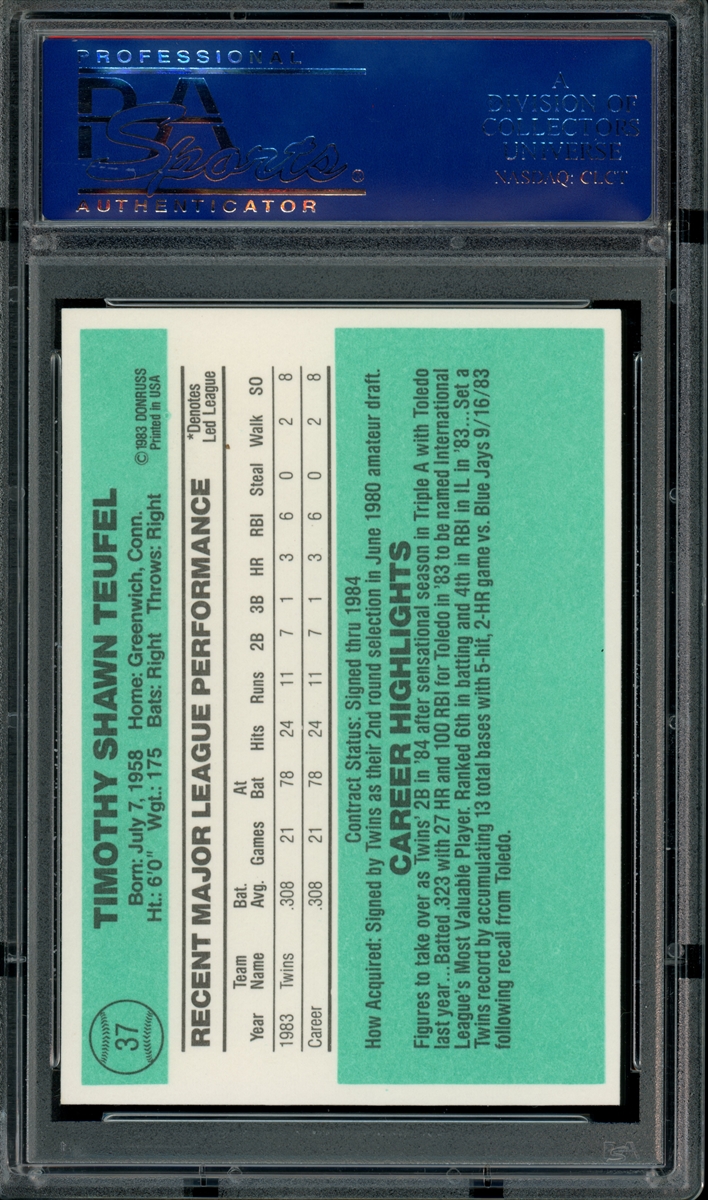 PROFESSIONAL
PSA
Sports®
AUTHENTICATOR
A
DIVISION OF
COLLECTORS
UNIVERSE
NASDAQ: CLCT
37
TIMOTHY SHAWN TEUFEL
Born: July 7, 1958 Home: Greenwich, Conn.
Ht.: 6'0" Wgt.: 175 Bats: Right Throws: Right
©1983 DONRUSS
Printed in USA
RECENT MAJOR LEAGUE PERFORMANCE
*Denotes
Led League
Year Team Name Bat. Avg. Games At Bat Hits Runs 2B 3B HR RBI Steal Walk SO
1983 Twins .308 21 78 24 11 7 1 3 6 0 2 8
Career .308 21 78 24 11 7 1 3 6 0 2 8
Contract Status: Signed thru 1984
How Acquired: Signed by Twins as their 2nd round selection in June 1980 amateur draft.
CAREER HIGHLIGHTS
Figures to take over as Twins' 2B in '84 after sensational season in Triple A with Toledo
last year...Batted .323 with 27 HR and 100 RBI for Toledo in '83 to be named International
League's Most Valuable Player. Ranked 6th in batting and 4th in RBI in IL in '83...Set a
Twins record by accumulating 13 total bases with 5-hit, 2-HR game vs. Blue Jays 9/16/83
following recall from Toledo.